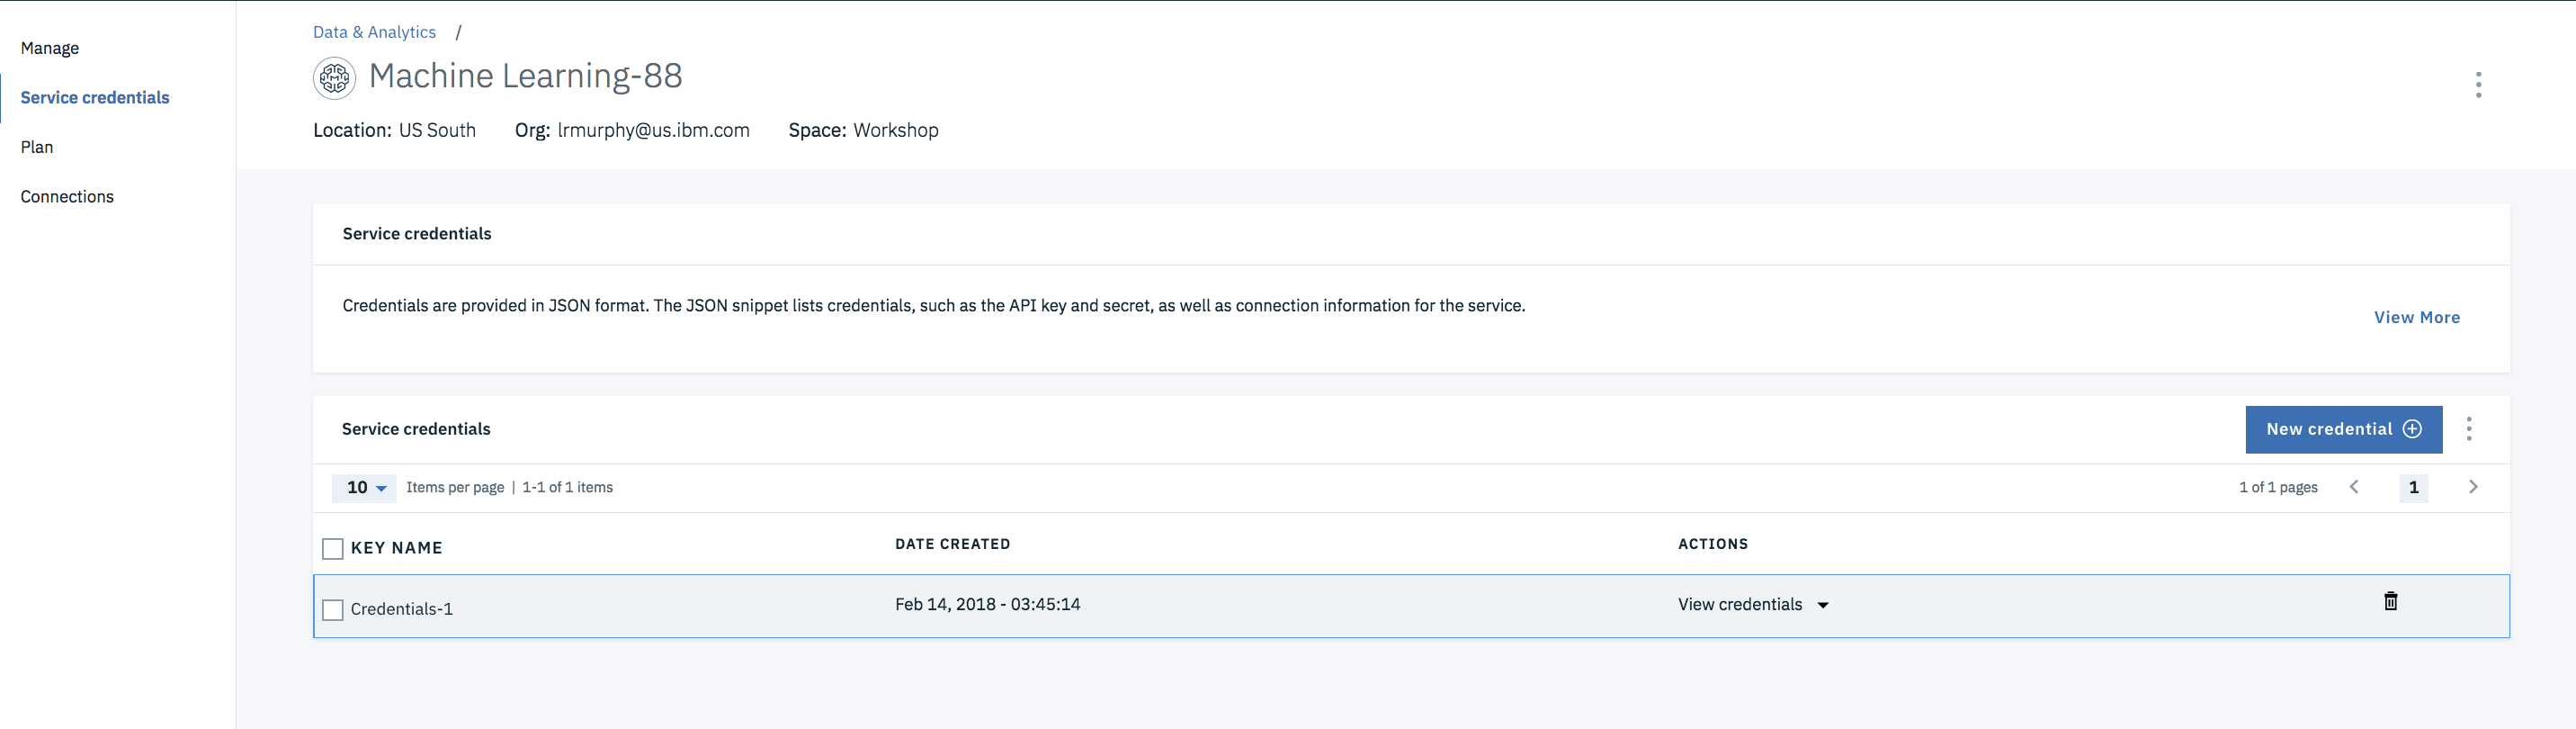 Manage
Service credentials
Plan
Connections
Data & Analytics /
Machine Learning-88
Location: US South Org: lrmurphy@us.ibm.com Space: Workshop
Service credentials
Credentials are provided in JSON format. The JSON snippet lists credentials, such as the API key and secret, as well as connection information for the service.
View More
Service credentials
New credential
10 Items per page | 1-1 of 1 items 1 of 1 pages 1
KEY NAME DATE CREATED ACTIONS
Credentials-1 Feb 14, 2018 - 03:45:14 View credentials